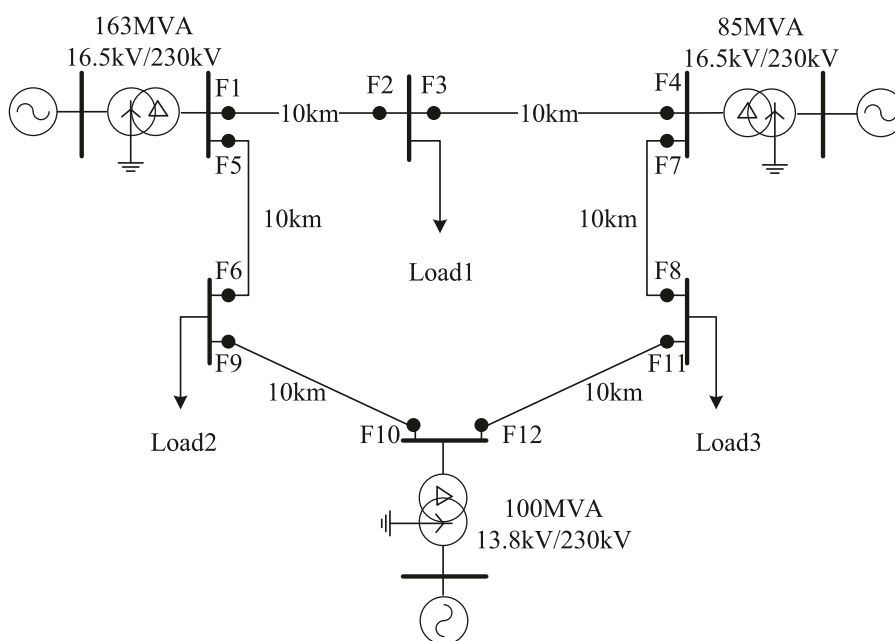 163MVA
16.5kV/230kV
85MVA
16.5kV/230kV
F1
F2
F3
F4
10km
10km
F5
F7
10km
10km
Load1
F6
F8
F9
F11
10km
10km
Load2
F10
F12
Load3
100MVA
13.8kV/230kV